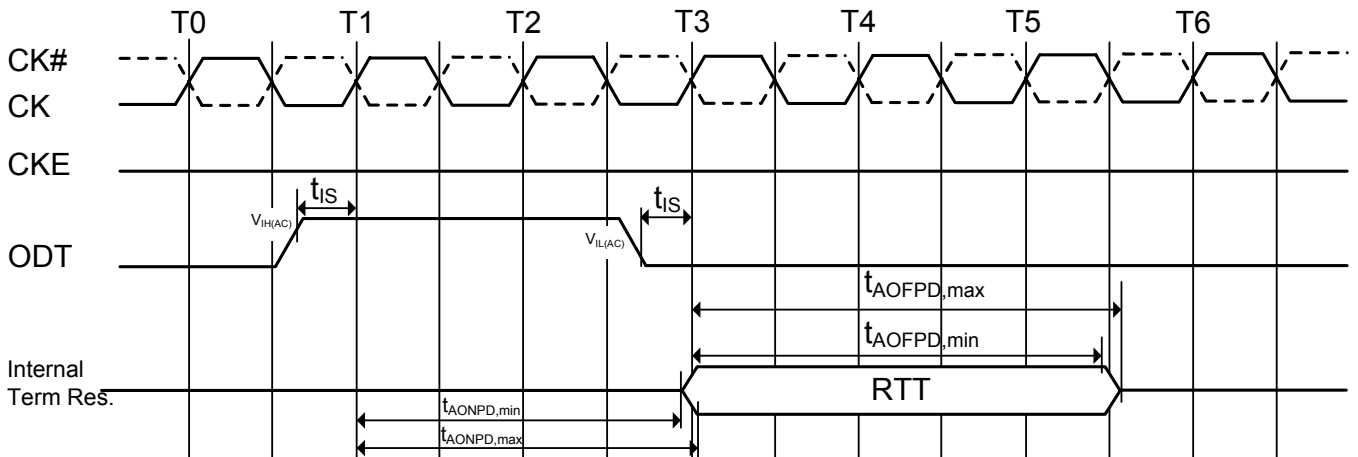 T0 T1 T2 T3 T4 T5 T6
CK#
CK
CKE
tIS
tIS
VIH(AC)
VIL(AC)
ODT
tAOFPD,max
tAOFPD,min
Internal
Term Res.
RTT
tAONPD,min
tAONPD,max